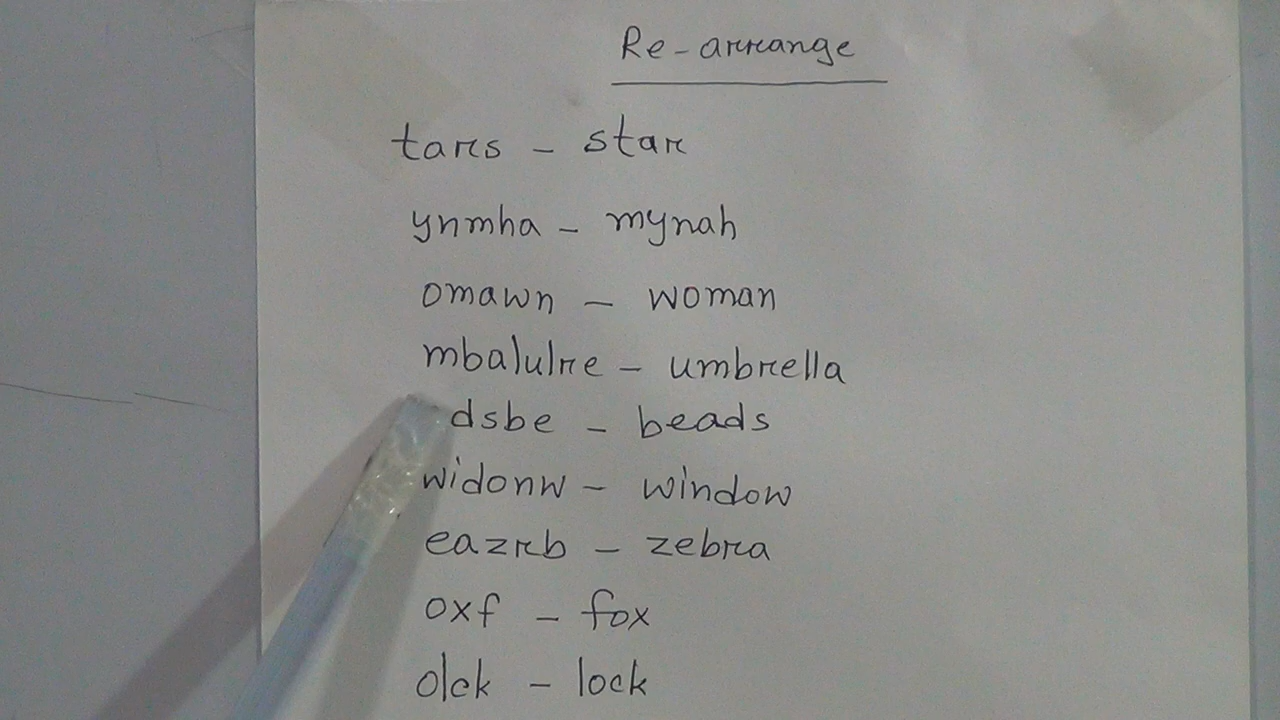 Re-arrange
tars - star
ynmha - mynah
omawn - woman
mbalulre - umbrella
dsbe - beads
widonw - window
eazrb - zebra
oxf - fox
olck - lock